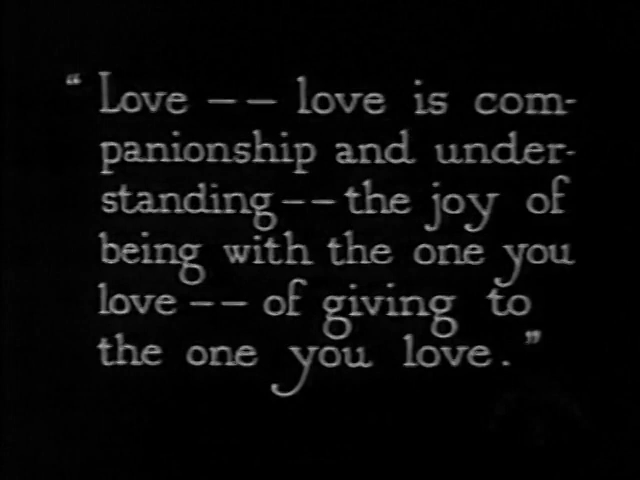 “Love -- love is com-
panionship and under-
standing -- the joy of
being with the one you
love -- of giving to
the one you love.”